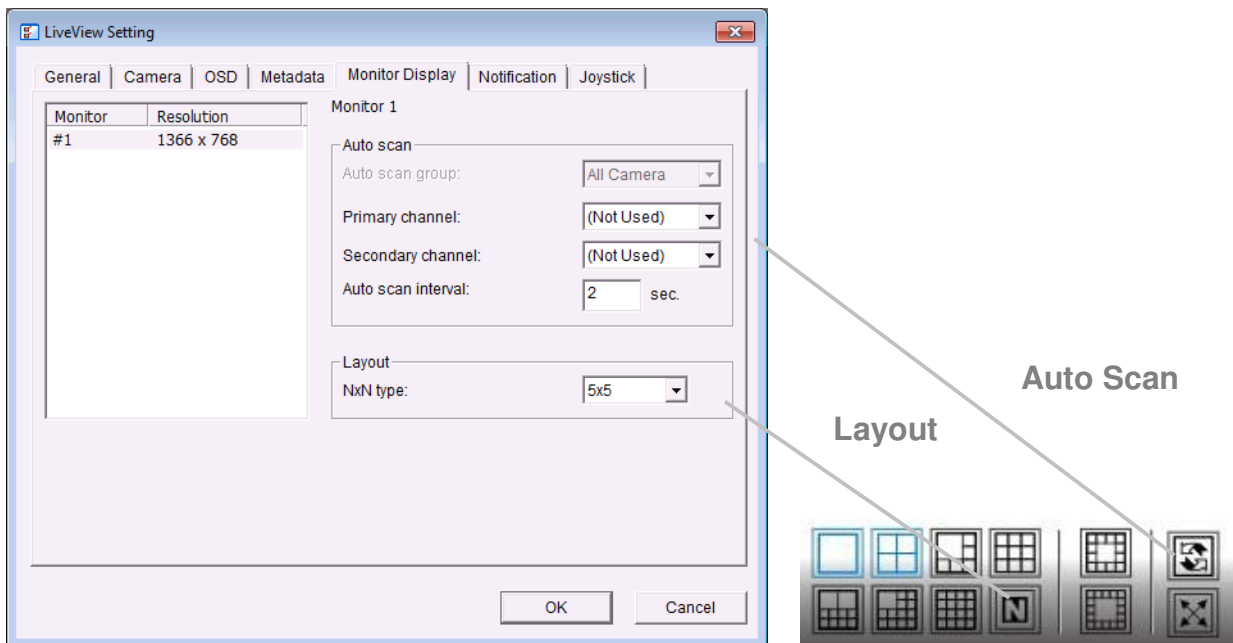 LiveView Setting
General Camera OSD Metadata Monitor Display Notification Joystick
Monitor Resolution
#1 1366 x 768
Monitor 1
Auto scan
Auto scan group: All Camera
Primary channel: (Not Used)
Secondary channel: (Not Used)
Auto scan interval: 2 sec.
Layout
NxN type: 5x5
OK Cancel
Auto Scan
Layout
N